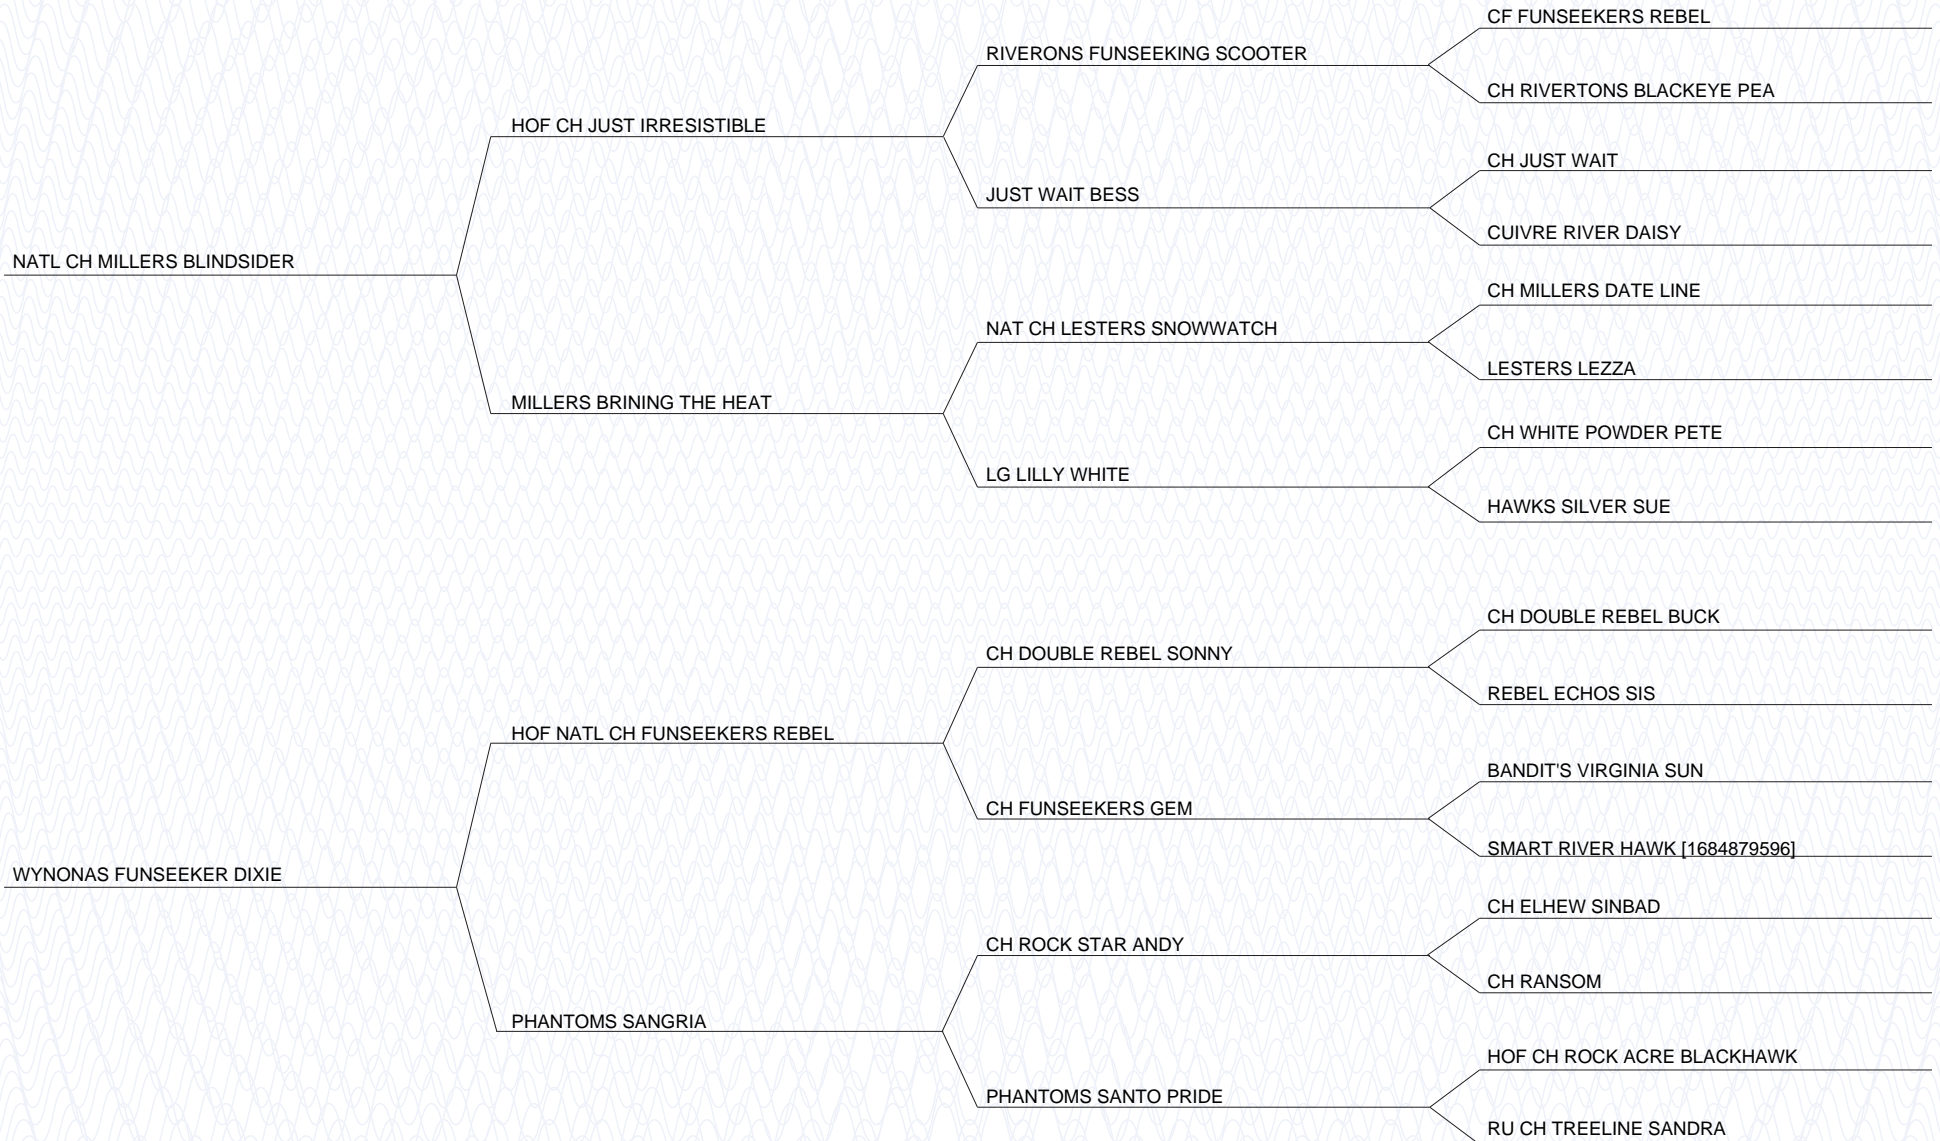 CF FUNSEEKERS REBEL
RIVERONS FUNSEEKING SCOOTER
CH RIVERTONS BLACKEYE PEA
HOF CH JUST IRRESISTIBLE
CH JUST WAIT
JUST WAIT BESS
CUIVRE RIVER DAISY
NATL CH MILLERS BLINDSIDER
CH MILLERS DATE LINE
NAT CH LESTERS SNOWWATCH
LESTERS LEZZA
MILLERS BRINING THE HEAT
CH WHITE POWDER PETE
LG LILLY WHITE
HAWKS SILVER SUE
CH DOUBLE REBEL BUCK
CH DOUBLE REBEL SONNY
REBEL ECHOS SIS
HOF NATL CH FUNSEEKERS REBEL
BANDIT'S VIRGINIA SUN
CH FUNSEEKERS GEM
SMART RIVER HAWK [1684879596]
WYNONAS FUNSEEKER DIXIE
CH ELHEW SINBAD
CH ROCK STAR ANDY
CH RANSOM
PHANTOMS SANGRIA
HOF CH ROCK ACRE BLACKHAWK
PHANTOMS SANTO PRIDE
RU CH TREELINE SANDRA